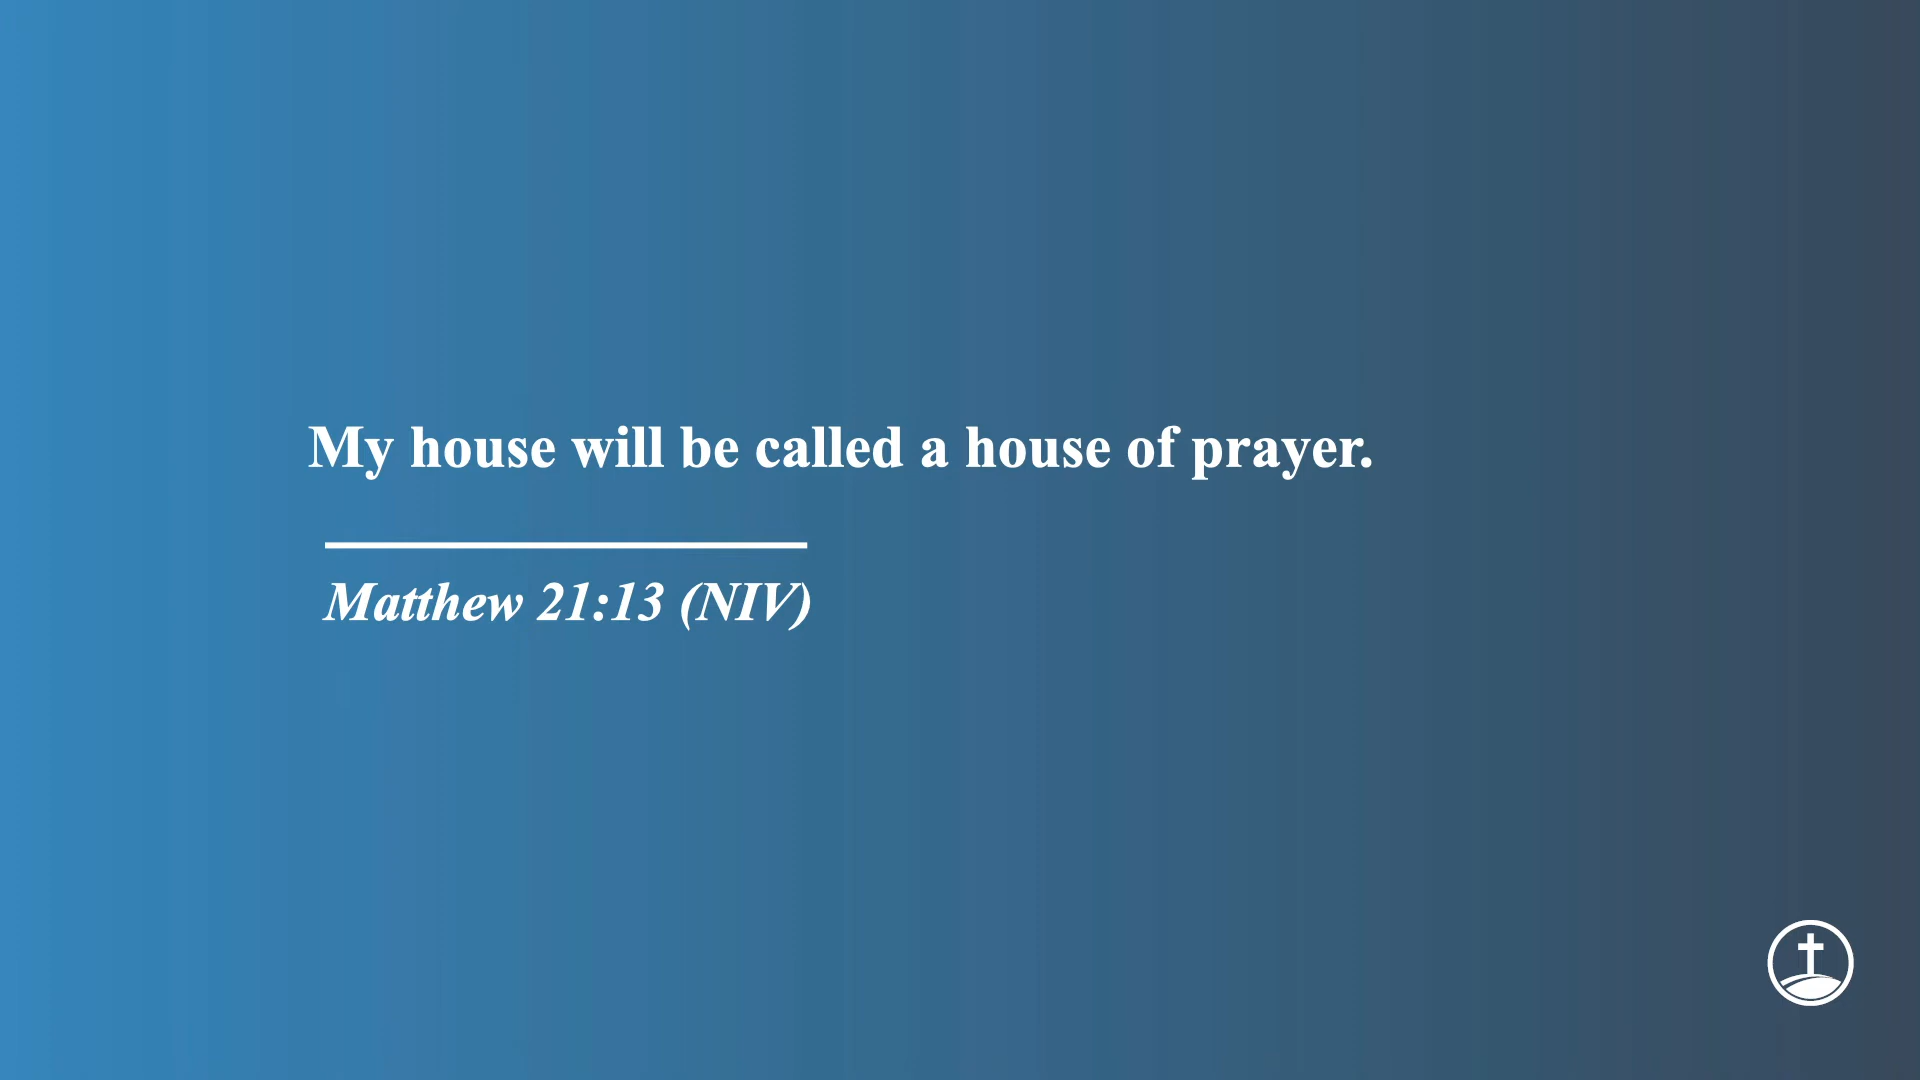 My house will be called a house of prayer.
Matthew 21:13 (NIV)